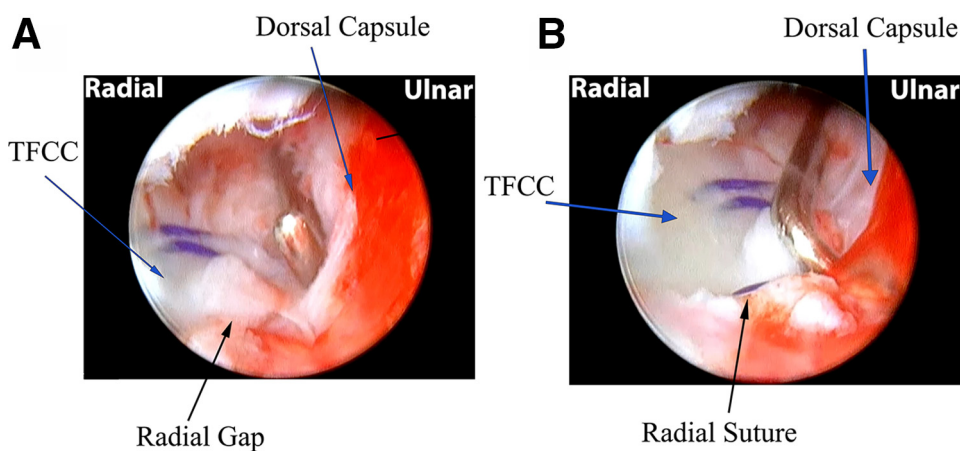 A
Dorsal Capsule
Radial
Ulnar
TFCC
Radial Gap
B
Dorsal Capsule
Radial
Ulnar
TFCC
Radial Suture